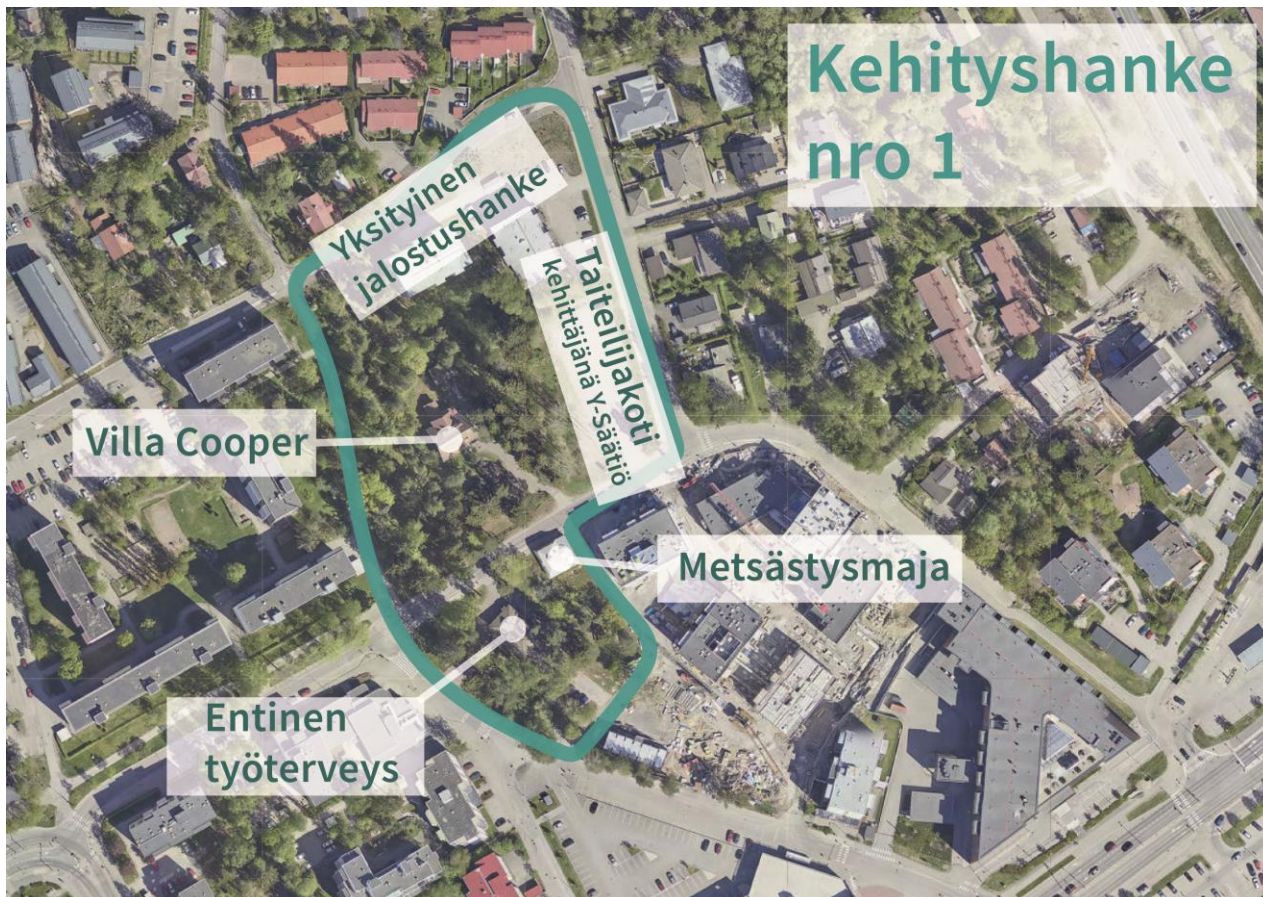 Kehityshanke
nro 1
Yksityinen
jalostushanke
Taiteilijakoti
kehittäjänä Y-Säätiö
Villa Cooper
Metsästysmaja
Entinen
työterveys